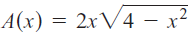 A(x) = 2x√4 − x²